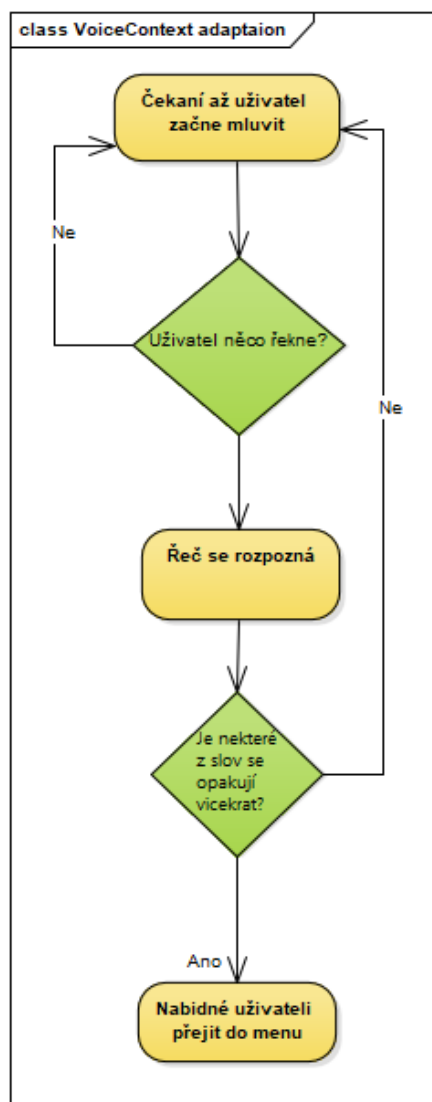 class VoiceContext adaptaion
Čekaní až uživatel
začne mluvit
Ne
Uživatel něco řekne?
Ne
Řeč se rozpozná
Je nekteré
z slov se
opakují
vicekrat?
Ano
Nabidné uživateli
přejit do menu